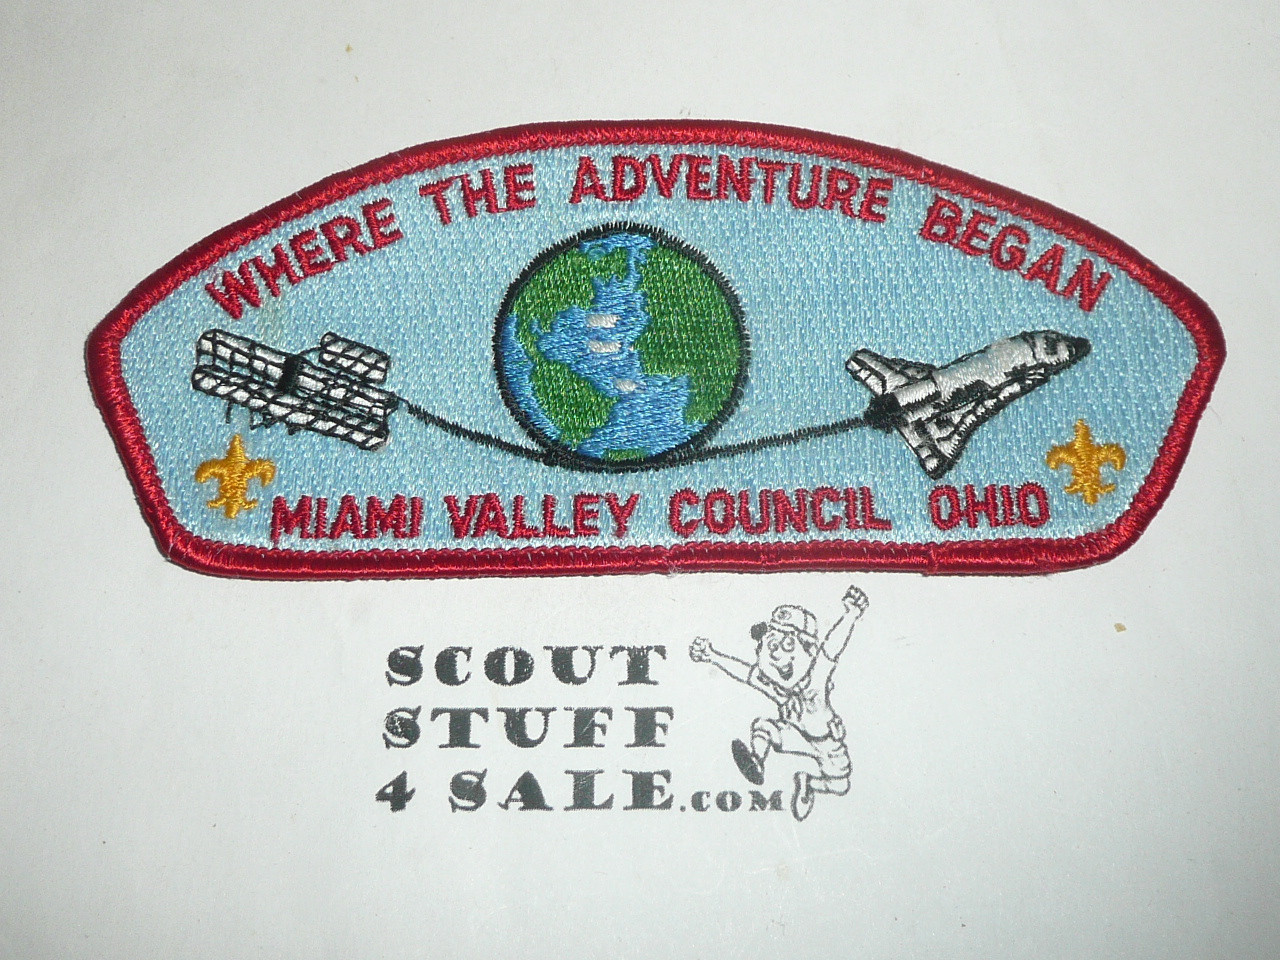 WHERE THE ADVENTURE BEGAN
MIAMI VALLEY COUNCIL OHIO
SCOUT
STUFF
4 SALE.COM